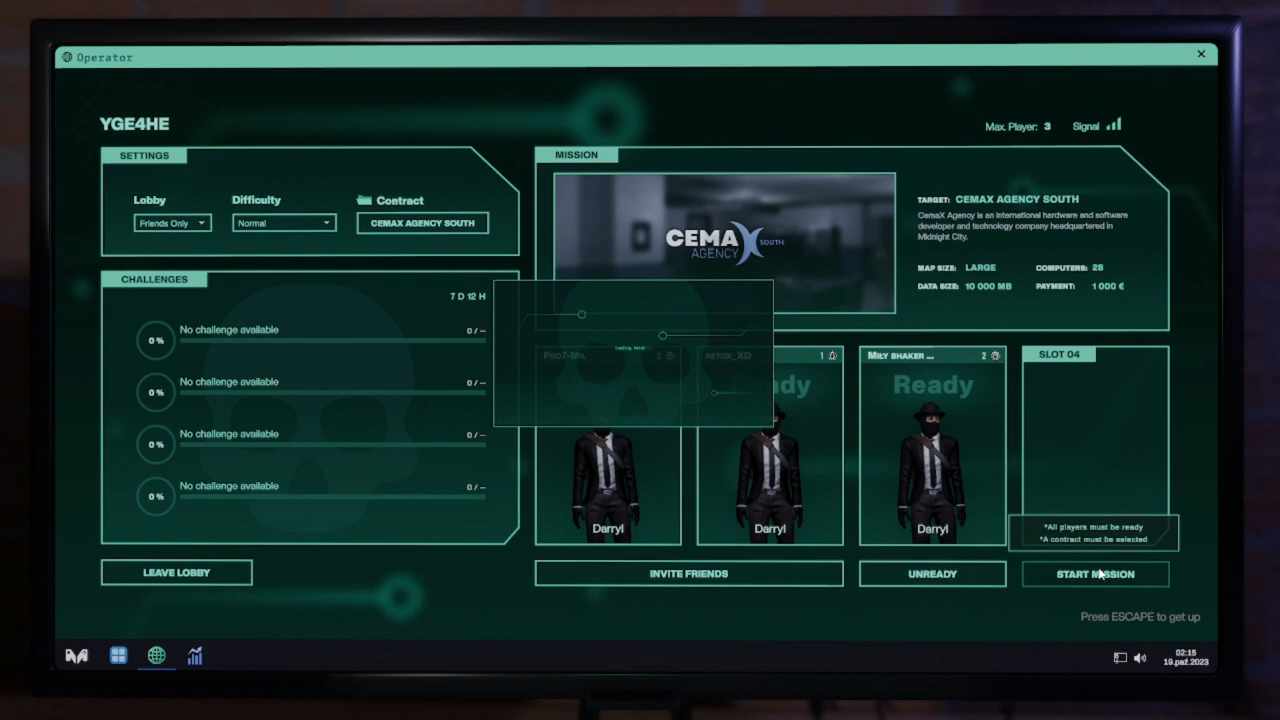 Operator
YGE4HE
Max. Player: 3 Signal
SETTINGS
Lobby Difficulty Contract
Friends Only Normal CEMAX AGENCY SOUTH
CHALLENGES
7 D 12 H
0 % No challenge available 0 / --
0 % No challenge available 0 / --
0 % No challenge available 0 / --
0 % No challenge available 0 / --
MISSION
CEMAX SOUTH
AGENCY
TARGET: CEMAX AGENCY SOUTH
CemaX Agency is an international hardware and software
developer and technology company headquartered in
Midnight City.
MAP SIZE: LARGE COMPUTERS: 28
DATA SIZE: 10 000 MB PAYMENT: 1 000 €
Pro7-Mil 2 RETOX_XD 1 Mily shaker ... 2 SLOT 04
ady Ready
Darryl Darryl Darryl
*All players must be ready
*A contract must be selected
LEAVE LOBBY INVITE FRIENDS UNREADY START MISSION
Press ESCAPE to get up
02:15
19.paź.2023